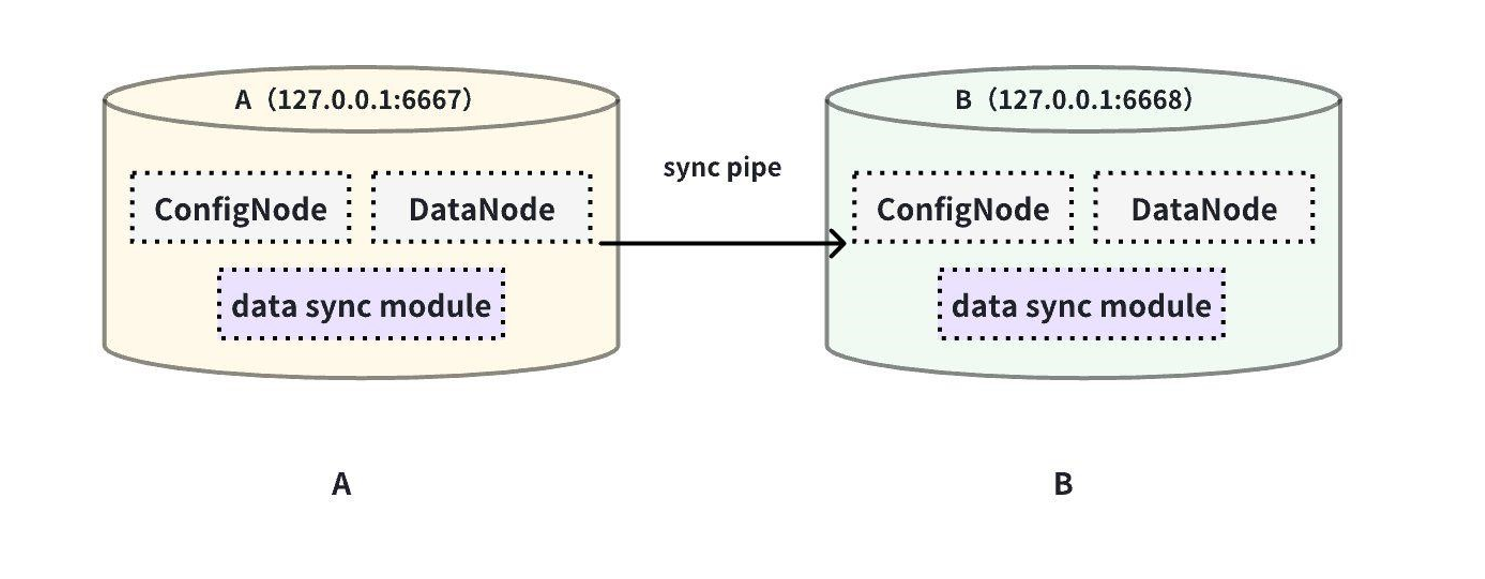 A（127.0.0.1:6667）
ConfigNode
DataNode
data sync module
sync pipe
B（127.0.0.1:6668）
ConfigNode
DataNode
data sync module
A
B